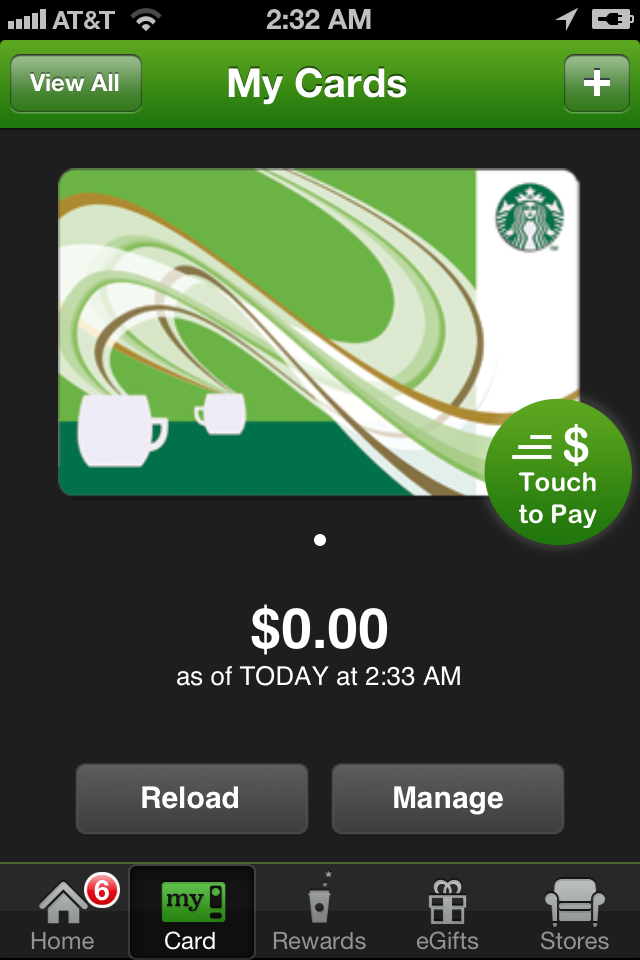 AT&T 2:32 AM
View All My Cards +
$
Touch
to Pay
$0.00
as of TODAY at 2:33 AM
Reload Manage
6
my
Home Card Rewards eGifts Stores